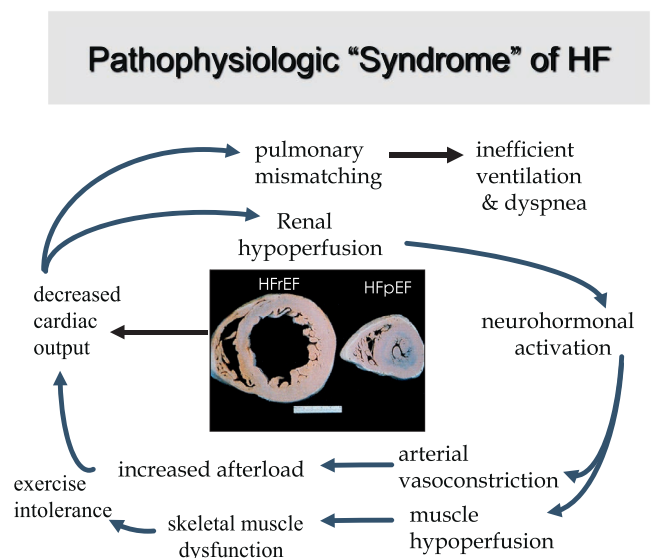 Pathophysiologic “Syndrome” of HF
pulmonary
mismatching
inefficient
ventilation
& dyspnea
Renal
hypoperfusion
HFrEF
HFpEF
decreased
cardiac
output
neurohormonal
activation
arterial
vasoconstriction
increased afterload
exercise
intolerance
muscle
hypoperfusion
skeletal muscle
dysfunction